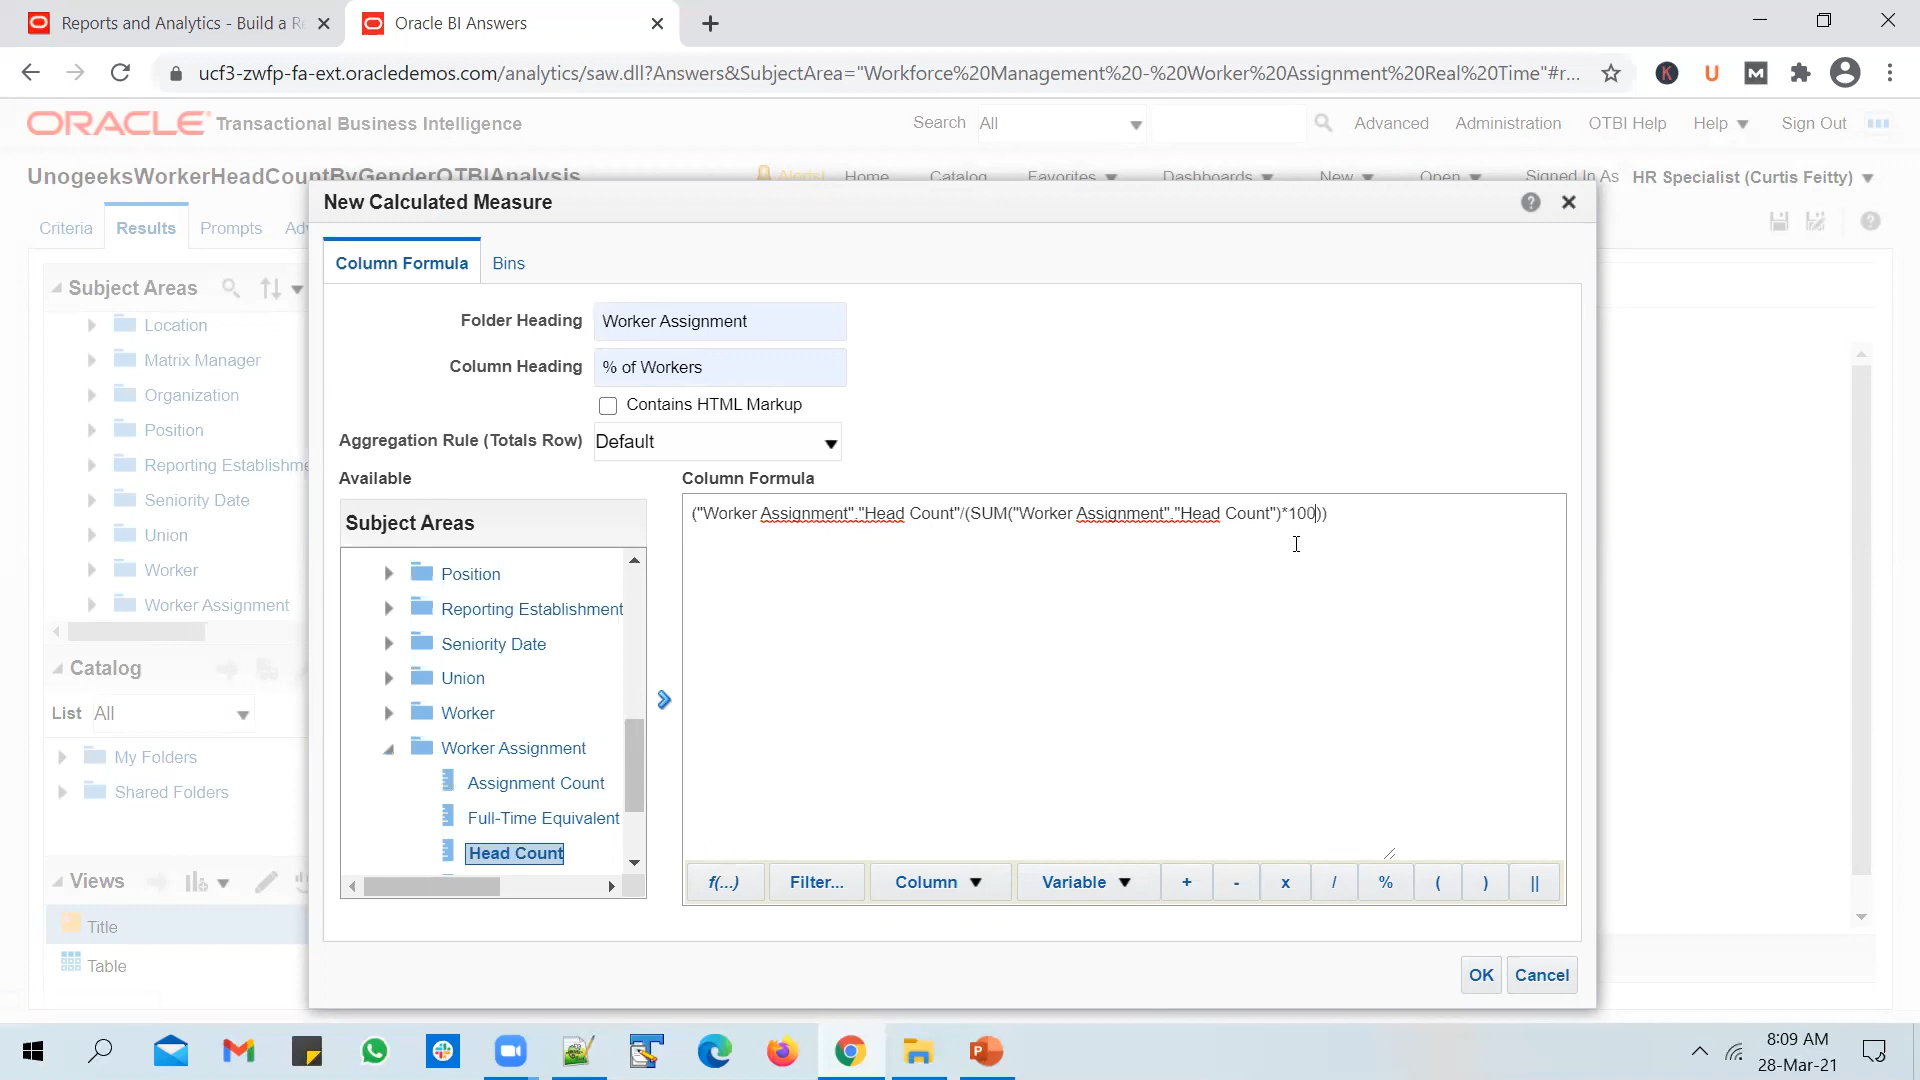 Reports and Analytics - Build a Re
Oracle BI Answers
ucf3-zwfp-fa-ext.oracledemos.com/analytics/saw.dll?Answers&SubjectArea="Workforce%20Management%20-%20Worker%20Assignment%20Real%20Time"#r...
ORACLE Transactional Business Intelligence
Search All Advanced Administration OTBI Help Help Sign Out
UnogeeksWorkerHeadCountByGenderOTBIAnalysis
Alerts! Home Catalog Favorites Dashboards New Open Signed In As HR Specialist (Curtis Feitty)
Criteria Results Prompts Ad
Subject Areas
Location
Matrix Manager
Organization
Position
Reporting Establishme
Seniority Date
Union
Worker
Worker Assignment
Catalog
List All
My Folders
Shared Folders
Views
Title
Table
New Calculated Measure
Column Formula Bins
Folder Heading Worker Assignment
Column Heading % of Workers
Contains HTML Markup
Aggregation Rule (Totals Row) Default
Available
Subject Areas
Position
Reporting Establishment
Seniority Date
Union
Worker
Worker Assignment
Assignment Count
Full-Time Equivalent
Head Count
Column Formula
("Worker Assignment"."Head Count"/(SUM("Worker Assignment"."Head Count")*100))
f(...) Filter... Column Variable + - x / % ( ) ||
OK Cancel
8:09 AM
28-Mar-21